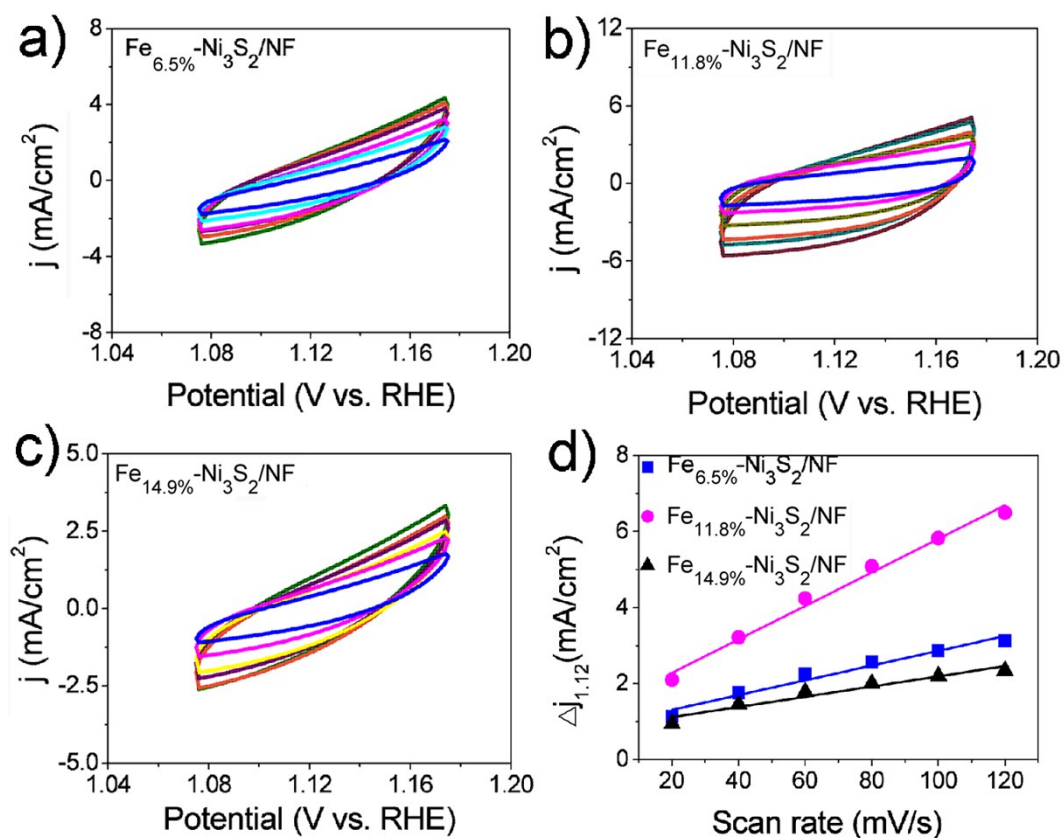 a)
Fe6.5%-Ni3S2/NF
8
4
0
-4
-8
j (mA/cm2)
1.04 1.08 1.12 1.16 1.20
Potential (V vs. RHE)
b)
Fe11.8%-Ni3S2/NF
12
6
0
-6
-12
j (mA/cm2)
1.04 1.08 1.12 1.16 1.20
Potential (V vs. RHE)
c)
Fe14.9%-Ni3S2/NF
5.0
2.5
0.0
-2.5
-5.0
j (mA/cm2)
1.04 1.08 1.12 1.16 1.20
Potential (V vs. RHE)
d)
Fe6.5%-Ni3S2/NF
Fe11.8%-Ni3S2/NF
Fe14.9%-Ni3S2/NF
8
6
4
2
0
△j1.12(mA/cm2)
20 40 60 80 100 120
Scan rate (mV/s)